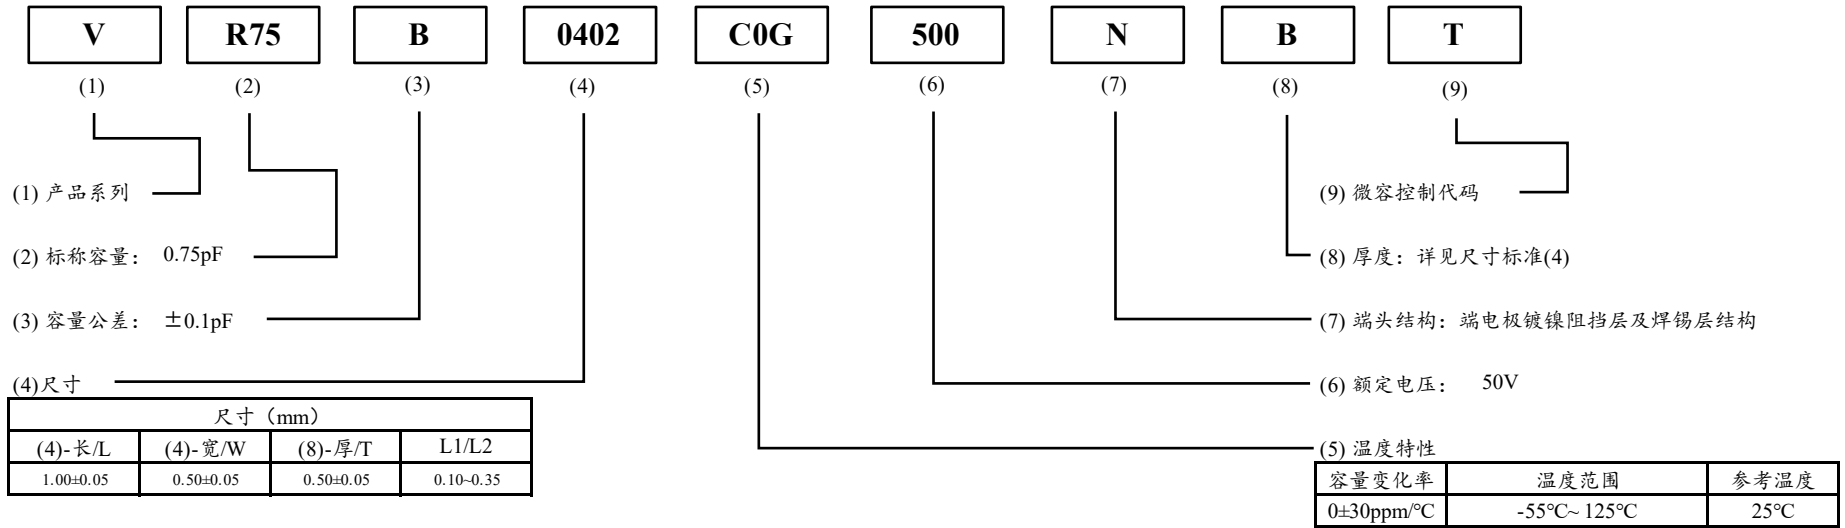 V R75 B 0402 C0G 500 N B T
(1) (2) (3) (4) (5) (6) (7) (8) (9)
(1) 产品系列
(9) 微容控制代码
(2) 标称容量： 0.75pF
(8) 厚度：详见尺寸标准(4)
(3) 容量公差： ±0.1pF
(7) 端头结构：端电极镀镍阻挡层及焊锡层结构
(4)尺寸
(6) 额定电压： 50V
尺寸（mm）
(4)-长/L (4)-宽/W (8)-厚/T L1/L2
1.00±0.05 0.50±0.05 0.50±0.05 0.10~0.35
(5) 温度特性
容量变化率 温度范围 参考温度
0±30ppm/℃ -55℃~ 125℃ 25℃